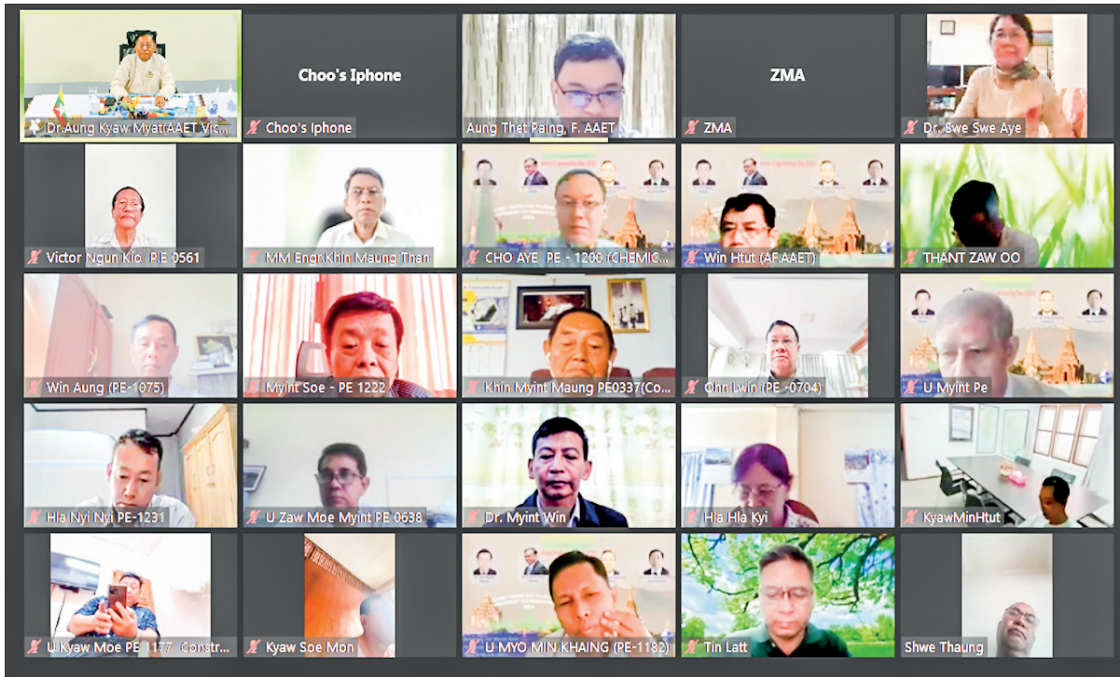 Dr.Aung Kyaw Myat(AAET Vic...
Choo's Iphone
Choo's Iphone
Aung Thet Paing, F. AAET
ZMA
ZMA
Dr. Swe Swe Aye
Victor Ngun Kio P.E 0561
MM Engr.Khin Maung Than
CHO AYE PE - 1200 (CHEMIC...
Win Htut (AF.AAET)
THANT ZAW OO
Win Aung (PE-1075)
Myint Soe - PE 1222
Khin Myint Maung PE0337(Co...
Ohn Lwin (PE -0704)
U Myint Pe
Hla Nyi Nyi PE-1231
U Zaw Moe Myint PE 0638
Dr. Myint Win
Hla Hla Kyi
KyawMinHtut
U Kyaw Moe PE 1177 Constr...
Kyaw Soe Mon
U MYO MIN KHAING (PE-1182)
Tin Latt
Shwe Thaung